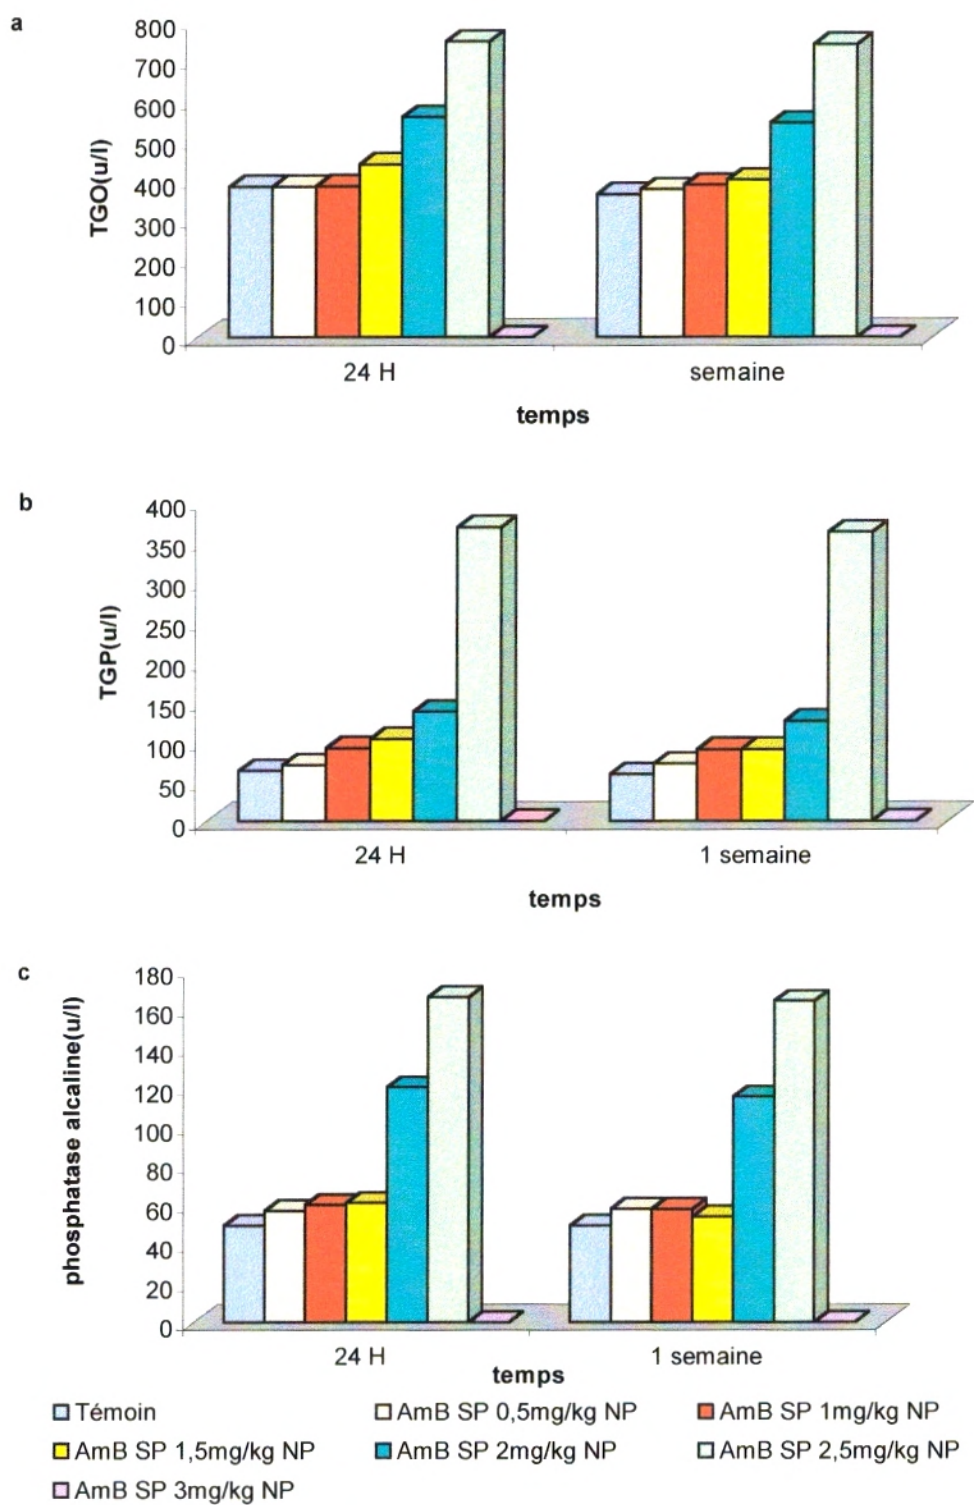 a
800
700
600
500
400
300
200
100
0
TGO(u/l)
24 H semaine
temps
b
400
350
300
250
200
150
100
50
0
TGP(u/l)
24 H 1 semaine
temps
c
180
160
140
120
100
80
60
40
20
0
phosphatase alcaline(u/l)
24 H 1 semaine
temps
Témoin AmB SP 0,5mg/kg NP AmB SP 1mg/kg NP
AmB SP 1,5mg/kg NP AmB SP 2mg/kg NP AmB SP 2,5mg/kg NP
AmB SP 3mg/kg NP